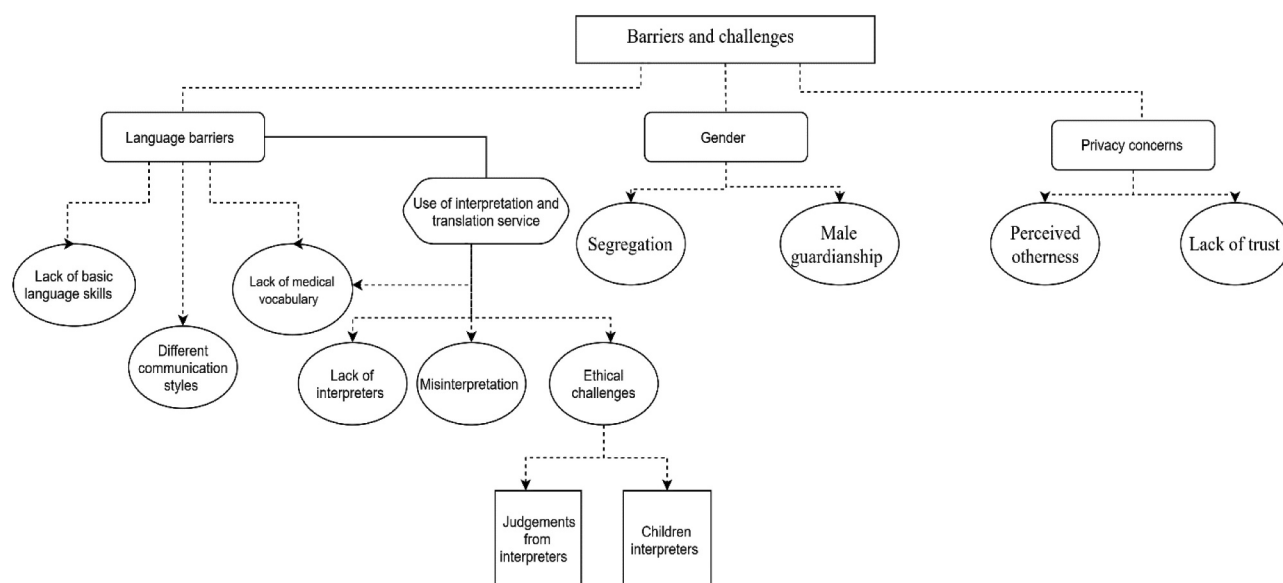 Barriers and challenges
Language barriers
Gender
Privacy concerns
Use of interpretation and
translation service
Segregation
Male
guardianship
Perceived
otherness
Lack of trust
Lack of basic
language skills
Lack of medical
vocabulary
Different
communication
styles
Lack of
interpreters
Misinterpretation
Ethical
challenges
Judgements
from
interpreters
Children
interpreters